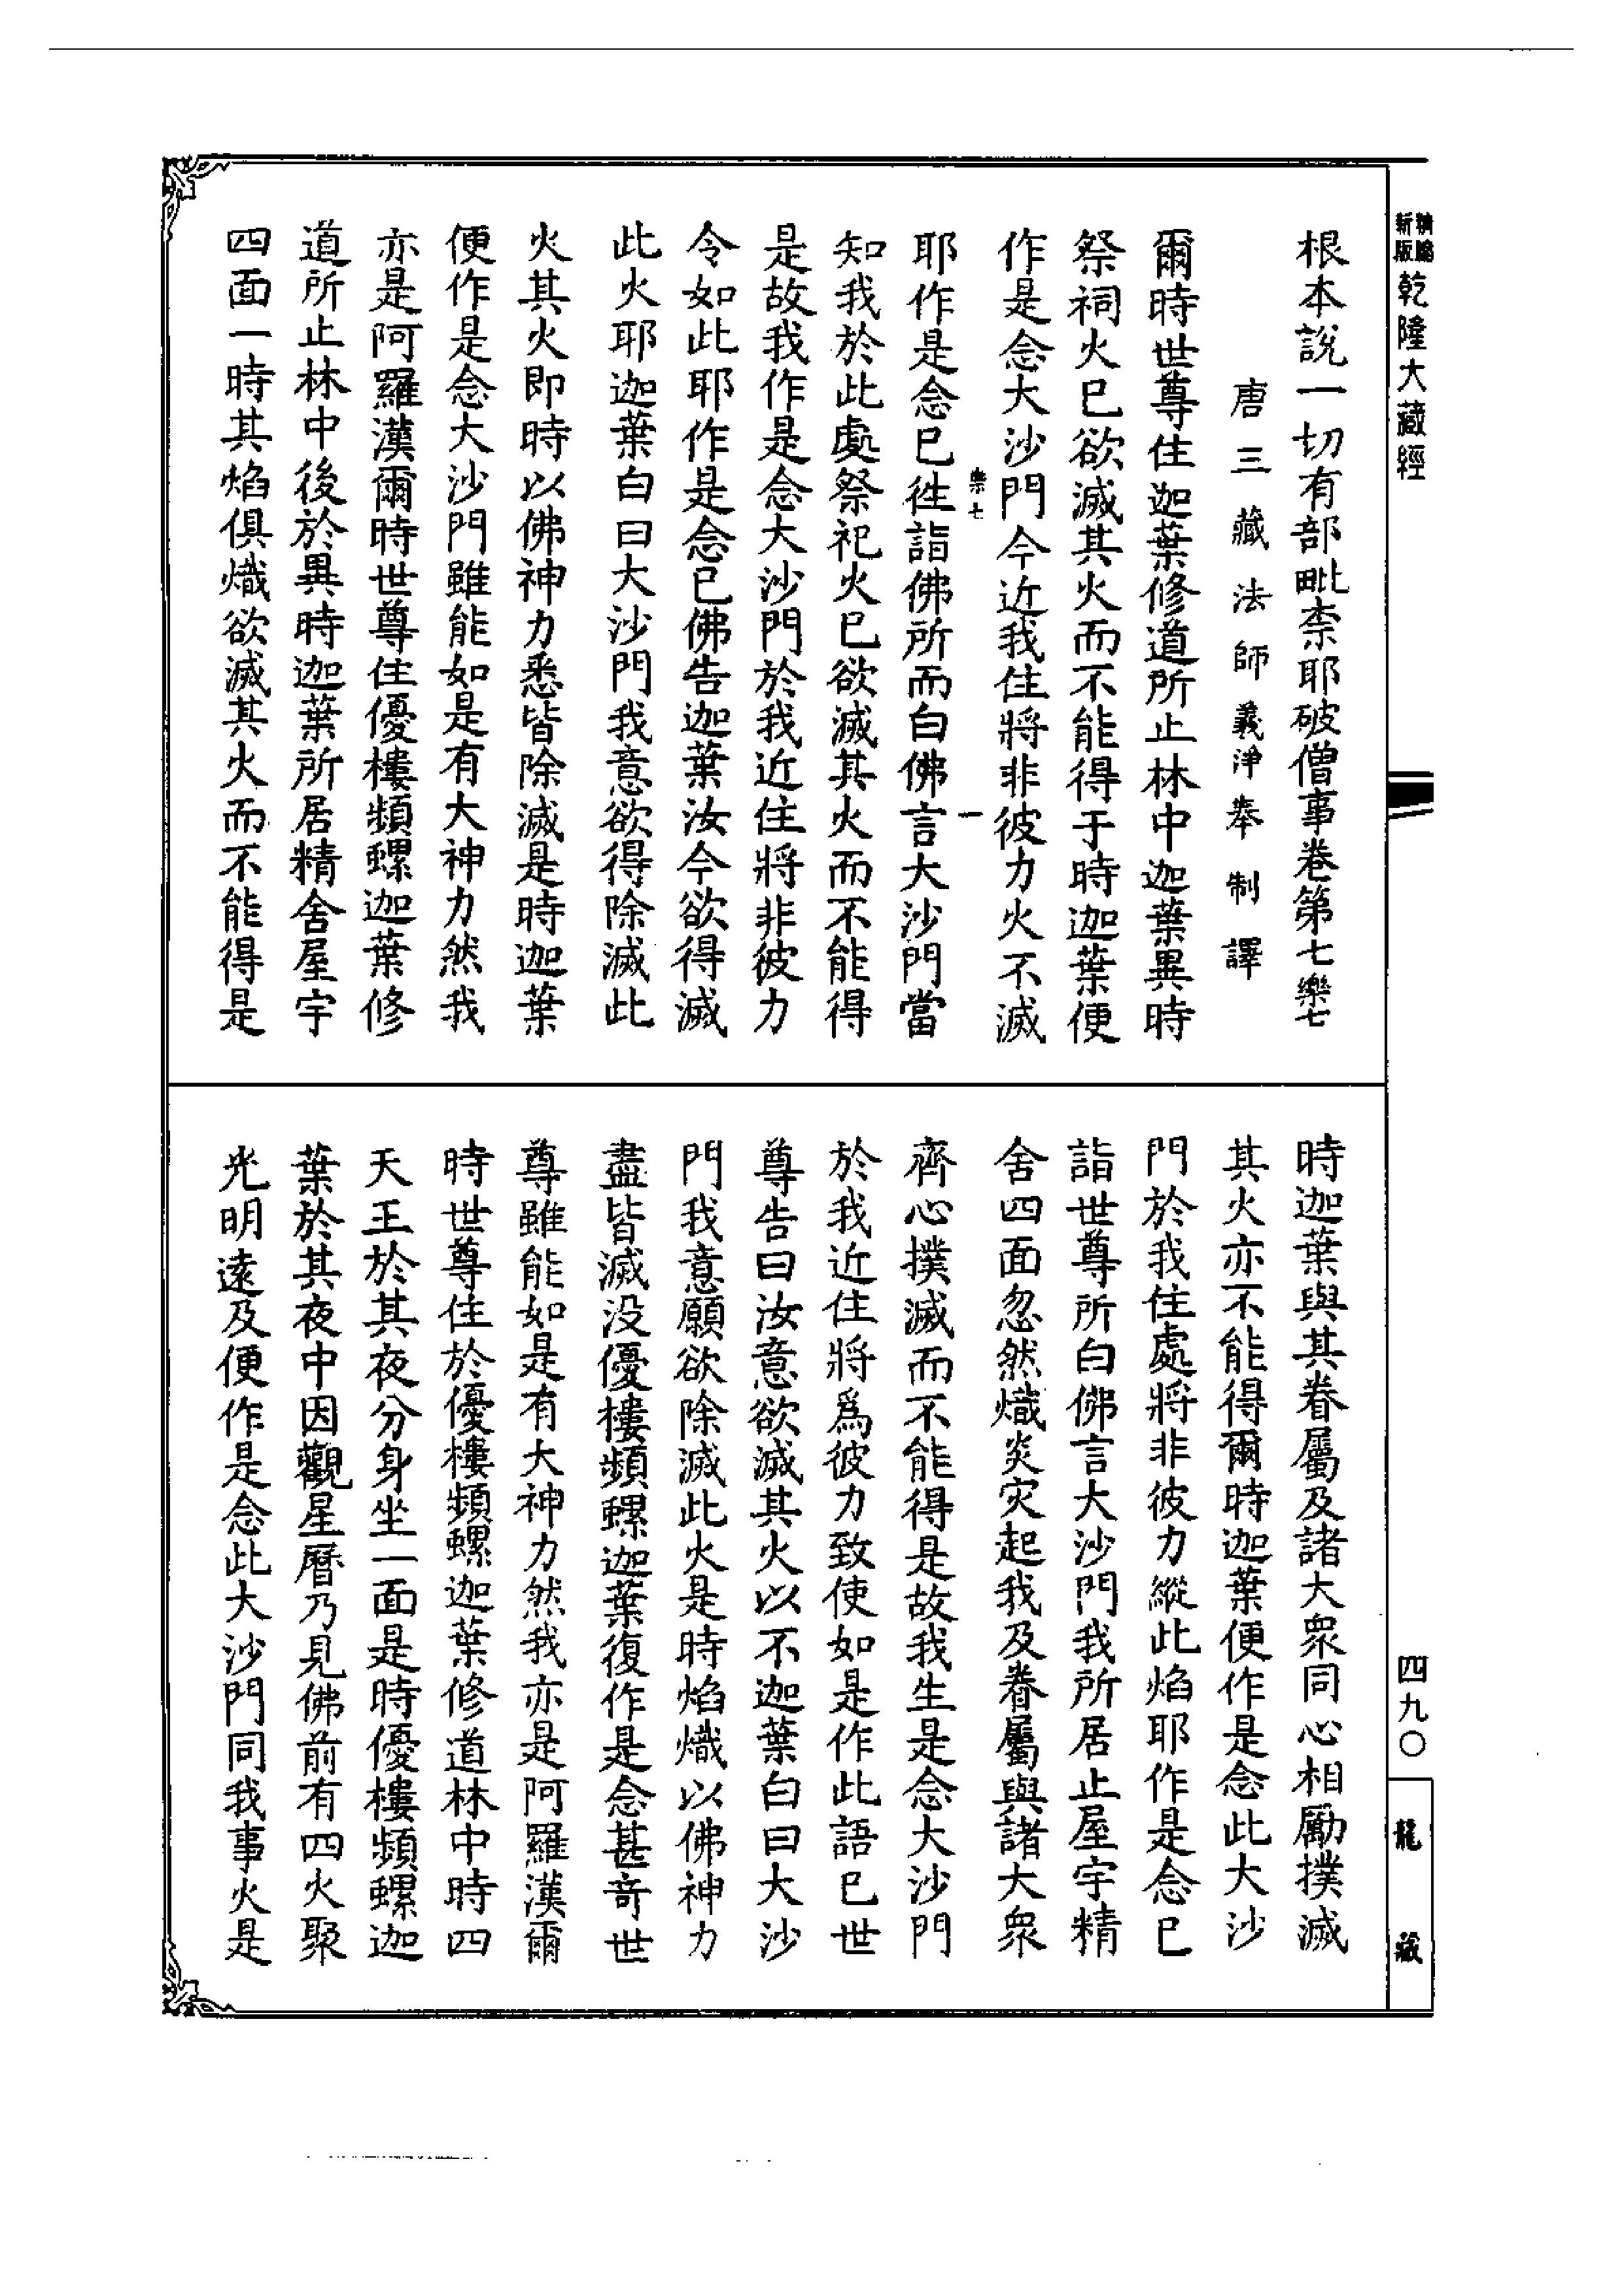 新版精縮乾隆大藏經
四九〇
龍藏
根本說一切有部毗柰耶破僧事卷第七樂七
唐三藏法師義淨奉制譯
爾時世尊住迦葉修道所止林中迦葉異時
祭祠火已欲滅其火而不能得于時迦葉便
作是念大沙門今近我住將非彼力火不滅
樂七
一
耶作是念已往詣佛所而白佛言大沙門當
知我於此處祭祀火已欲滅其火而不能得
是故我作是念大沙門於我近住將非彼力
令如此耶作是念已佛告迦葉汝今欲得滅
此火耶迦葉白曰大沙門我意欲得除滅此
火其火即時以佛神力悉皆除滅是時迦葉
便作是念大沙門雖能如是有大神力然我
亦是阿羅漢爾時世尊住優樓頻螺迦葉修
道所止林中後於異時迦葉所居精舍屋宇
四面一時其焰俱熾欲滅其火而不能得是
時迦葉與其眷屬及諸大眾同心相勵撲滅
其火亦不能得爾時迦葉便作是念此大沙
門於我住處將非彼力縱此焰耶作是念已
詣世尊所白佛言大沙門我所居止屋宇精
舍四面忽然熾炎灾起我及眷屬與諸大眾
齊心撲滅而不能得是故我生是念大沙門
於我近住將為彼力致使如是作此語已世
尊告曰汝意欲滅其火以不迦葉白曰大沙
門我意願欲除滅此火是時焰熾以佛神力
盡皆滅没優樓頻螺迦葉復作是念甚奇世
尊雖能如是有大神力然我亦是阿羅漢爾
時世尊住於優樓頻螺迦葉修道林中時四
天王於其夜分身坐一面是時優樓頻螺迦
葉於其夜中因觀星曆乃見佛前有四火聚
光明遠及便作是念此大沙門同我事火是